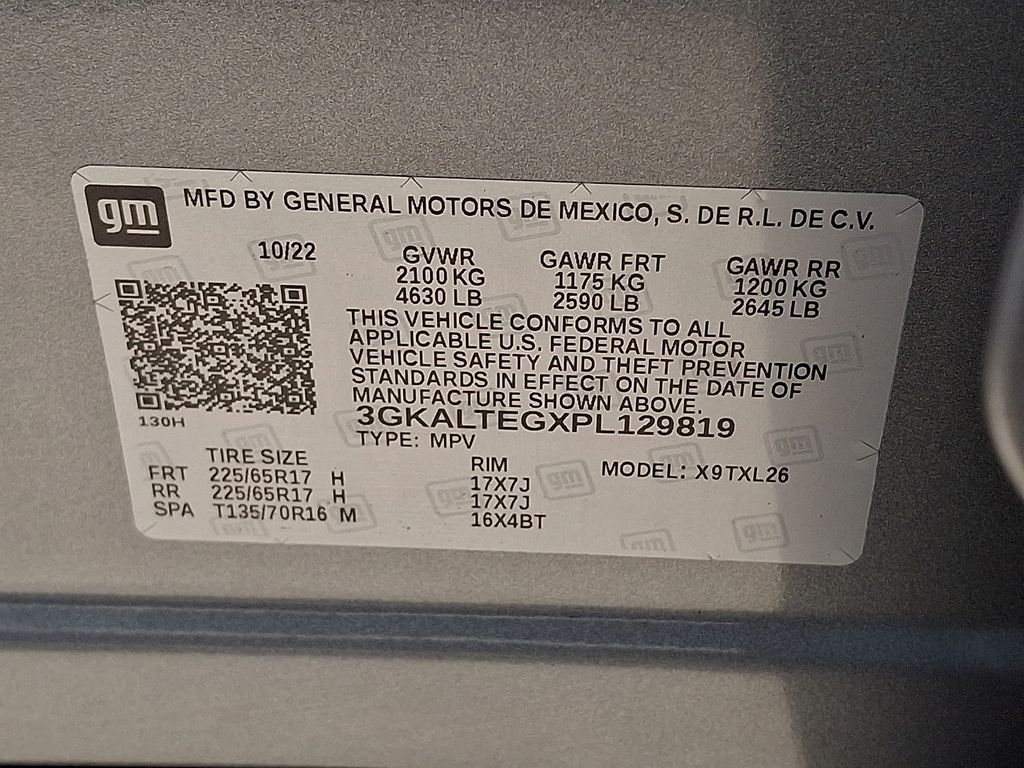 gm
MFD BY GENERAL MOTORS DE MEXICO, S. DE R.L. DE C.V.
10/22
GVWR GAWR FRT GAWR RR
2100 KG 1175 KG 1200 KG
4630 LB 2590 LB 2645 LB
THIS VEHICLE CONFORMS TO ALL
APPLICABLE U.S. FEDERAL MOTOR
VEHICLE SAFETY AND THEFT PREVENTION
STANDARDS IN EFFECT ON THE DATE OF
MANUFACTURE SHOWN ABOVE.
130H
3GKALTEGXPL129819
TYPE: MPV
TIRE SIZE RIM MODEL: X9TXL26
FRT 225/65R17 H 17X7J
RR 225/65R17 H 17X7J
SPA T135/70R16 M 16X4BT